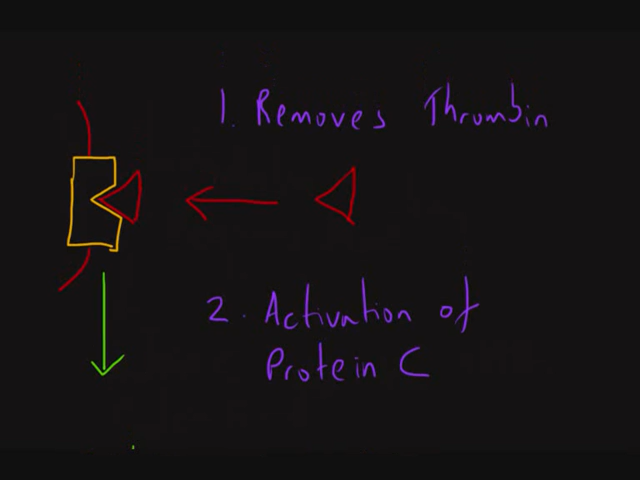 1. Removes Thrombin
2. Activation of
Protein C